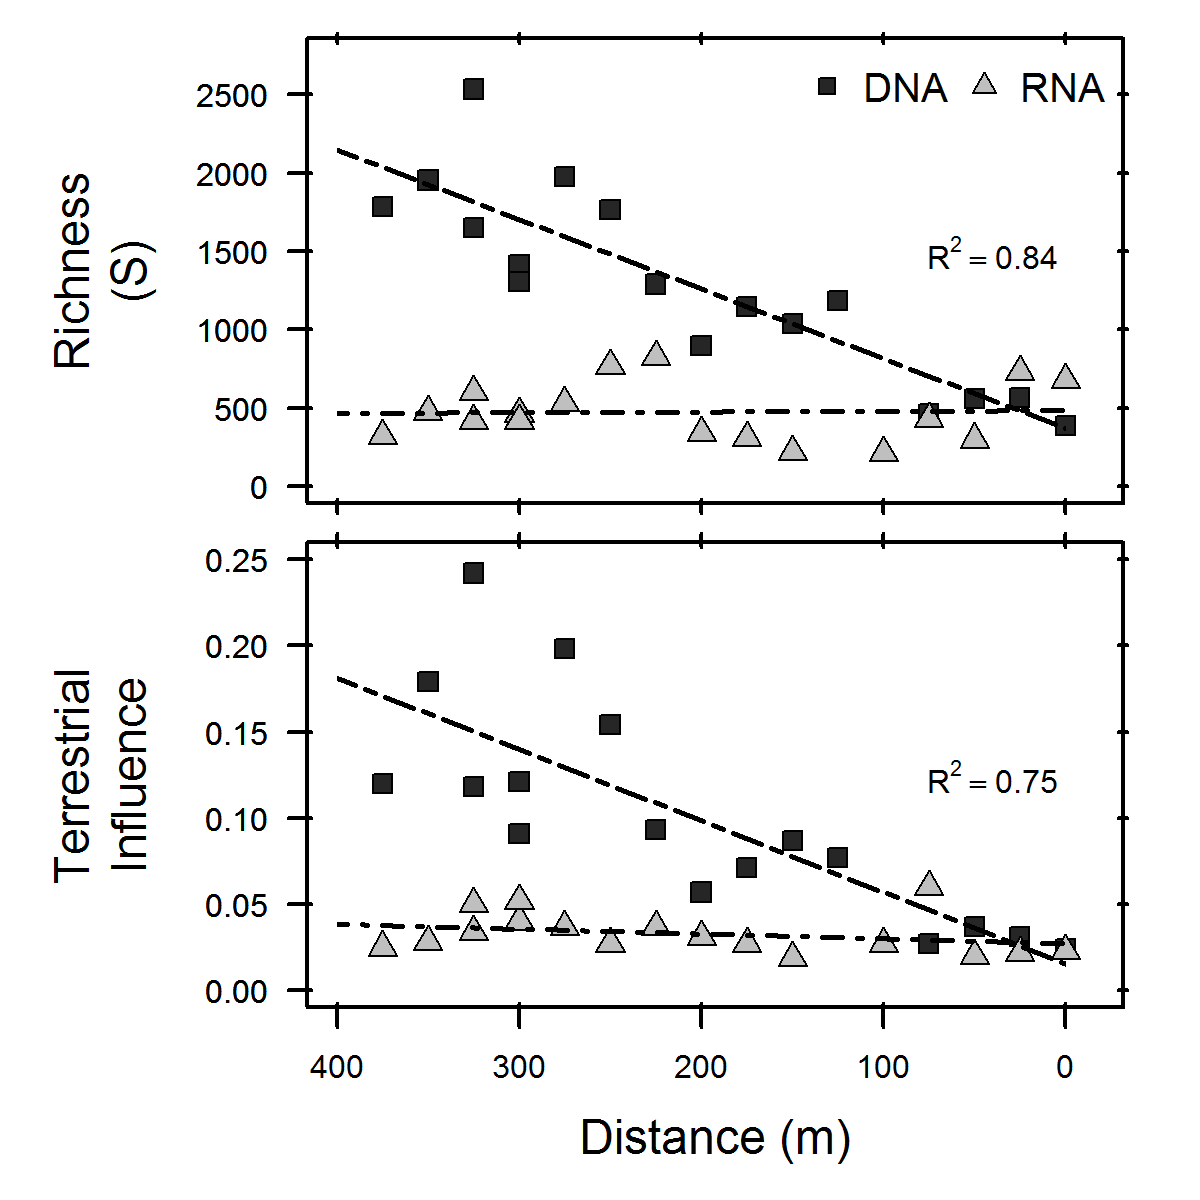 DNA RNA
2500
2000
1500
1000
500
0
Richness
(S)
R2 = 0.84
0.25
0.20
0.15
0.10
0.05
0.00
Terrestrial
Influence
R2 = 0.75
400 300 200 100 0
Distance (m)